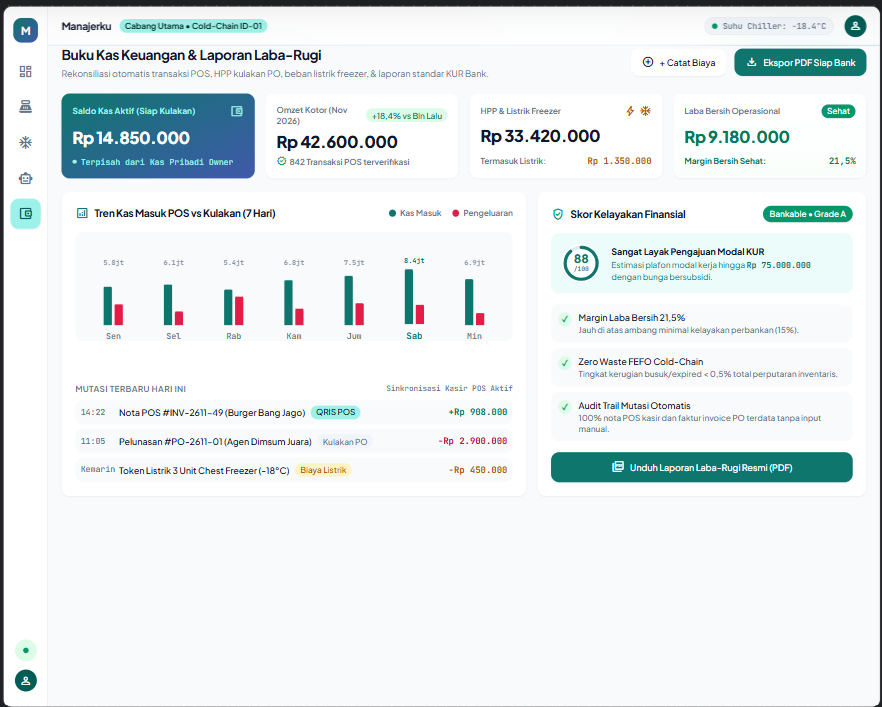 M
Manajerku
Cabang Utama • Cold-Chain ID-01
Suhu Chiller: -18.4°C
Buku Kas Keuangan & Laporan Laba-Rugi
Rekonsiliasi otomatis transaksi POS, HPP kulakan PO, beban listrik freezer, & laporan standar KUR Bank.
+ Catat Biaya
Ekspor PDF Siap Bank
Saldo Kas Aktif (Siap Kulakan)
Rp 14.850.000
• Terpisah dari Kas Pribadi Owner
Omzet Kotor (Nov
2026)
+18,4% vs Bln Lalu
Rp 42.600.000
842 Transaksi POS terverifikasi
HPP & Listrik Freezer
Rp 33.420.000
Termasuk Listrik:
Rp 1.350.000
Laba Bersih Operasional
Sehat
Rp 9.180.000
Margin Bersih Sehat:
21,5%
Tren Kas Masuk POS vs Kulakan (7 Hari)
Kas Masuk
Pengeluaran
5.8jt
6.1jt
5.4jt
6.8jt
7.5jt
8.4jt
6.9jt
Sen
Sel
Rab
Kam
Jum
Sab
Min
MUTASI TERBARU HARI INI
Sinkronisasi Kasir POS Aktif
14:22
Nota POS #INV-2611-49 (Burger Bang Jago)
QRIS POS
+Rp 908.000
11:05
Pelunasan #PO-2611-01 (Agen Dimsum Juara)
Kulakan PO
-Rp 2.900.000
Kemarin
Token Listrik 3 Unit Chest Freezer (-18°C)
Biaya Listrik
-Rp 450.000
Skor Kelayakan Finansial
Bankable • Grade A
88
/100
Sangat Layak Pengajuan Modal KUR
Estimasi plafon modal kerja hingga Rp 75.000.000
dengan bunga bersubsidi.
Margin Laba Bersih 21,5%
Jauh di atas ambang minimal kelayakan perbankan (15%).
Zero Waste FEFO Cold-Chain
Tingkat kerugian busuk/expired < 0,5% total perputaran inventaris.
Audit Trail Mutasi Otomatis
100% nota POS kasir dan faktur invoice PO terdata tanpa input
manual.
Unduh Laporan Laba-Rugi Resmi (PDF)